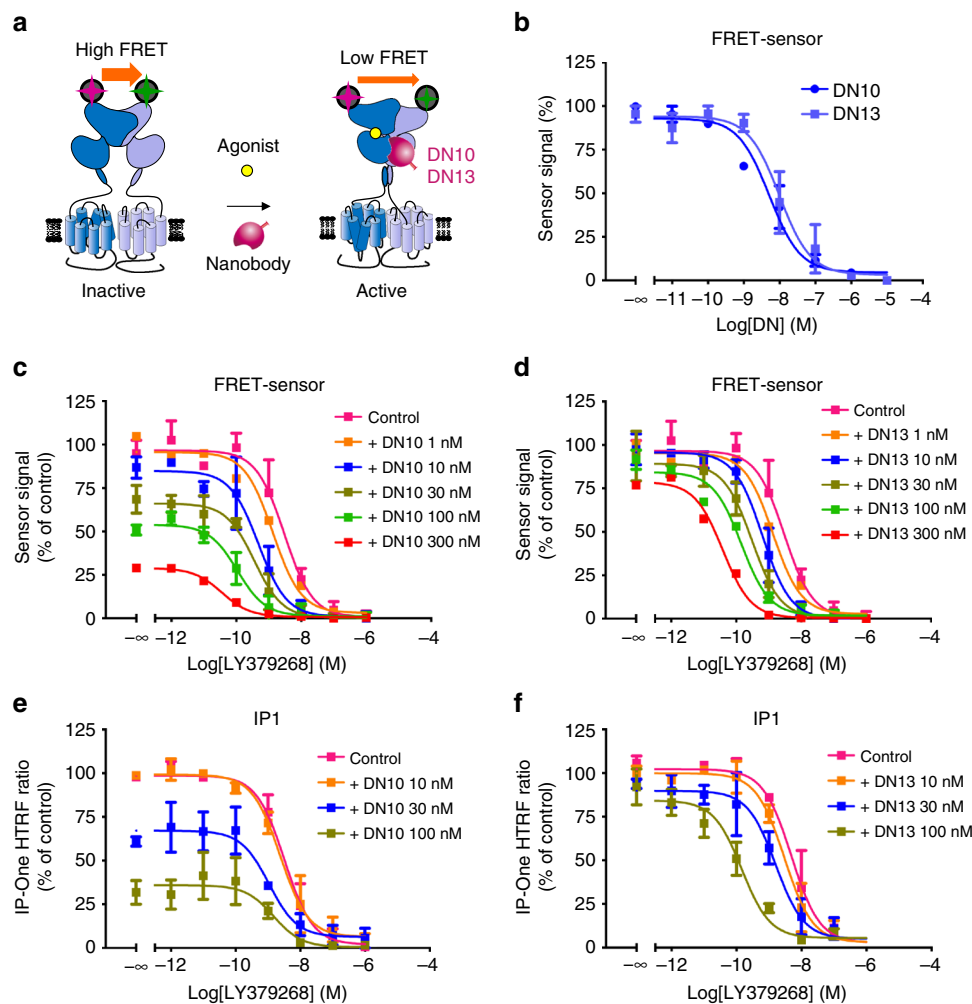 a
High FRET
Low FRET
Agonist
DN10
DN13
Nanobody
Inactive
Active
b
FRET-sensor
Sensor signal (%)
125
100
75
50
25
0
DN10
DN13
−∞ −11 −10 −9 −8 −7 −6 −5 −4
Log[DN] (M)
c
FRET-sensor
Sensor signal
(% of control)
125
100
75
50
25
0
Control
+ DN10 1 nM
+ DN10 10 nM
+ DN10 30 nM
+ DN10 100 nM
+ DN10 300 nM
−∞ −12 −10 −8 −6 −4
Log[LY379268] (M)
d
FRET-sensor
Sensor signal
(% of control)
125
100
75
50
25
0
Control
+ DN13 1 nM
+ DN13 10 nM
+ DN13 30 nM
+ DN13 100 nM
+ DN13 300 nM
−∞ −12 −10 −8 −6 −4
Log[LY379268] (M)
e
IP1
IP-One HTRF ratio
(% of control)
125
100
75
50
25
0
Control
+ DN10 10 nM
+ DN10 30 nM
+ DN10 100 nM
−∞ −12 −10 −8 −6 −4
Log[LY379268] (M)
f
IP1
IP-One HTRF ratio
(% of control)
125
100
75
50
25
0
Control
+ DN13 10 nM
+ DN13 30 nM
+ DN13 100 nM
−∞ −12 −10 −8 −6 −4
Log[LY379268] (M)